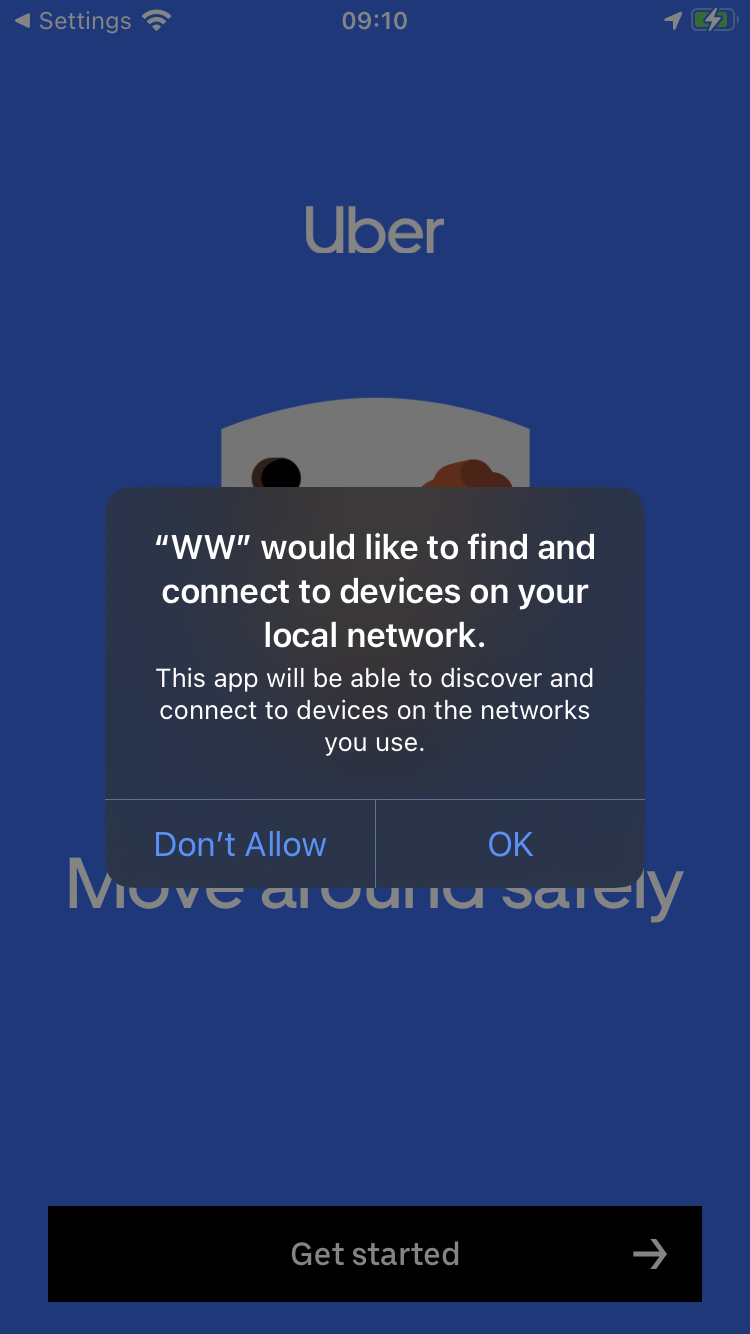 Settings
09:10
Uber
“WW” would like to find and
connect to devices on your
local network.
This app will be able to discover and
connect to devices on the networks
you use.
Don’t Allow
OK
Move around safely
Get started